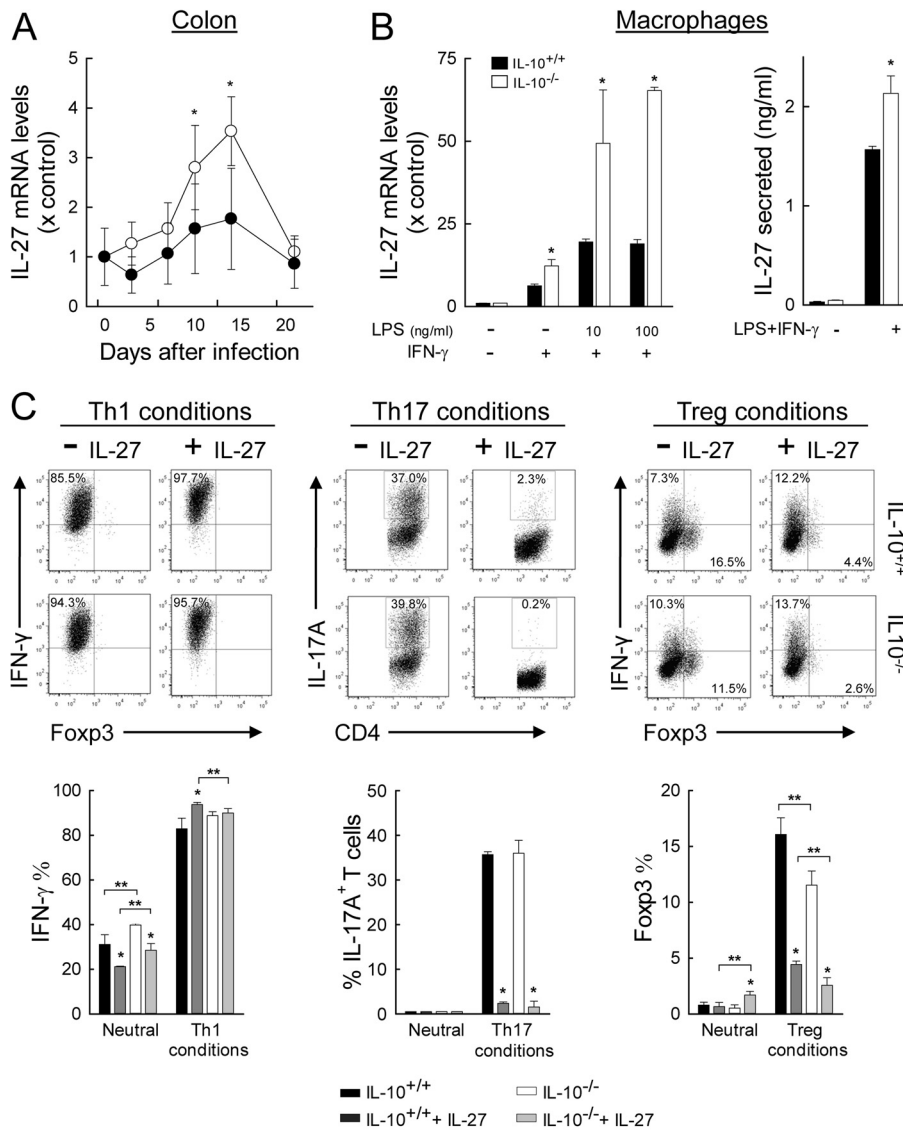 A
Colon
IL-27 mRNA levels
(x control)
5
4
3
2
1
0
*
*
0 5 10 15 20
Days after infection
B
Macrophages
IL-10+/+
IL-10-/-
IL-27 mRNA levels
(x control)
75
50
25
0
* * *
LPS (ng/ml) - - 10 100
IFN-γ - + + +
IL-27 secreted (ng/ml)
2
1
0
*
LPS+IFN-γ - +
C
Th1 conditions
- IL-27 + IL-27
85.5% 97.7%
94.3% 95.7%
IFN-γ
Foxp3
Th17 conditions
- IL-27 + IL-27
37.0% 2.3%
39.8% 0.2%
IL-17A
CD4
Treg conditions
- IL-27 + IL-27
7.3% 12.2%
16.5% 4.4%
IL-10+/+
10.3% 13.7%
11.5% 2.6%
IL10-/-
IFN-γ
Foxp3
IFN-γ %
100
80
60
40
20
0
** ** * * * **
Neutral Th1
conditions
% IL-17A+ T cells
50
40
30
20
10
0
* *
Neutral Th17
conditions
Foxp3 %
20
15
10
5
0
** * ** ** * *
Neutral Treg
conditions
IL-10+/+ IL-10-/-
IL-10+/+ + IL-27 IL-10-/- + IL-27